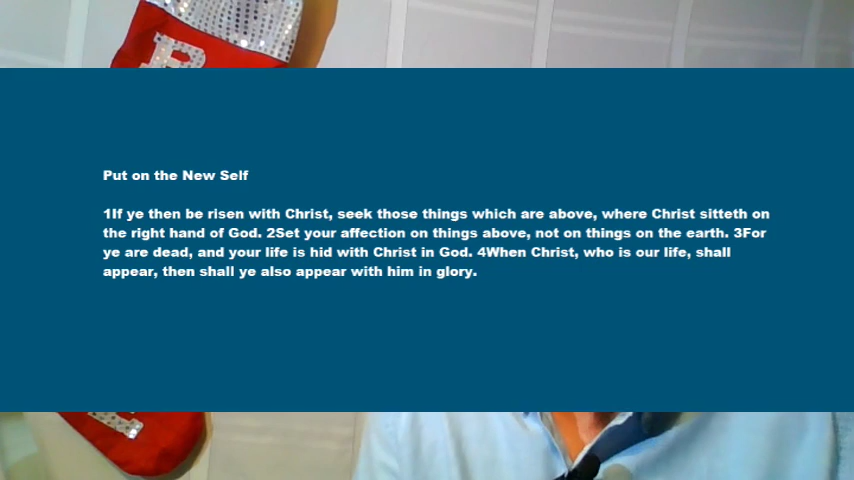 Put on the New Self
1If ye then be risen with Christ, seek those things which are above, where Christ sitteth on
the right hand of God. 2Set your affection on things above, not on things on the earth. 3For
ye are dead, and your life is hid with Christ in God. 4When Christ, who is our life, shall
appear, then shall ye also appear with him in glory.